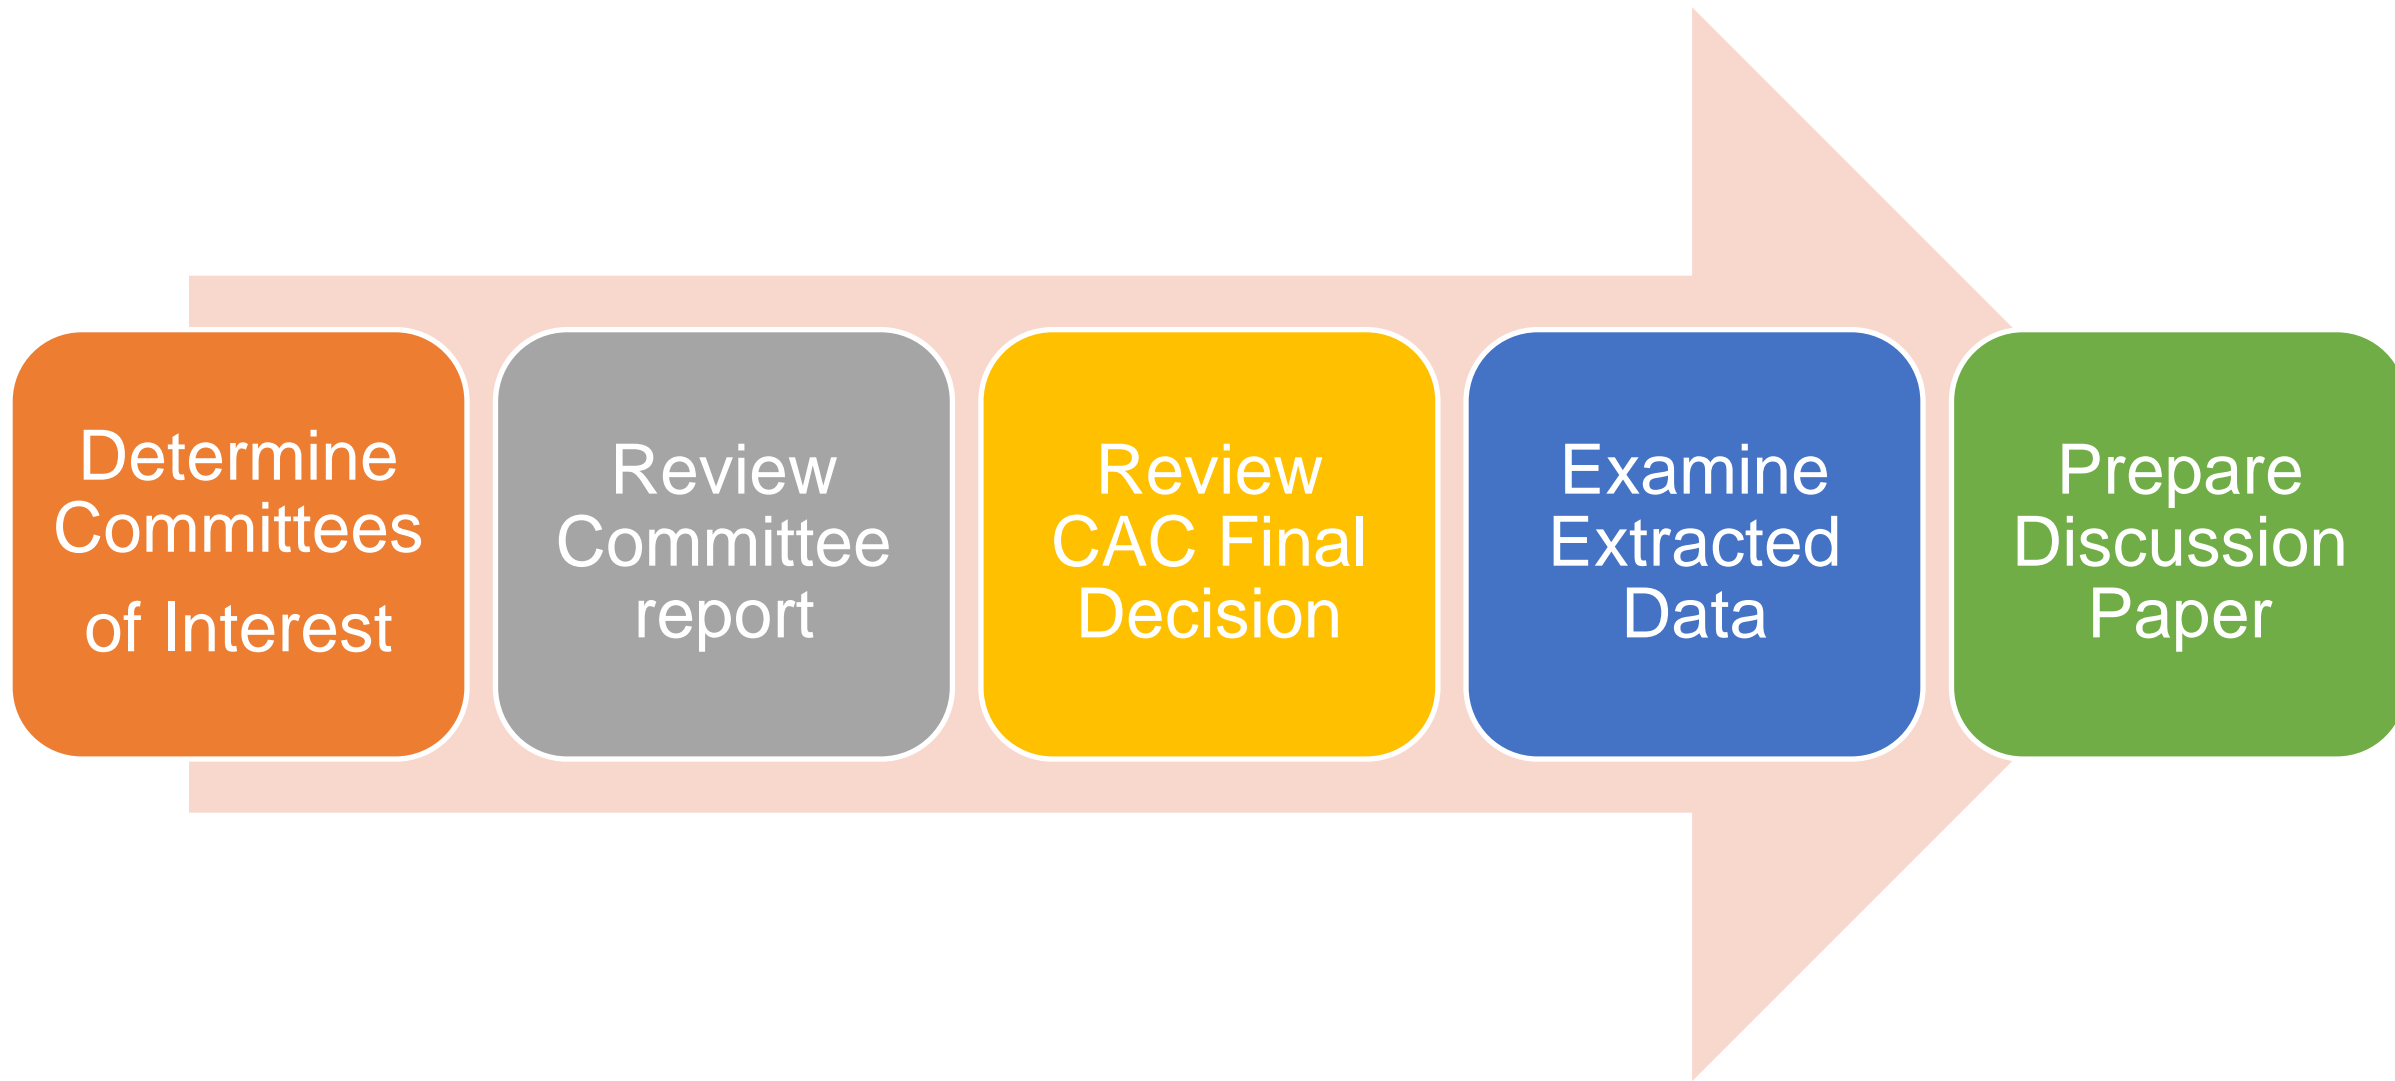 Determine
Committees
of Interest
Review
Committee
report
Review
CAC Final
Decision
Examine
Extracted
Data
Prepare
Discussion
Paper